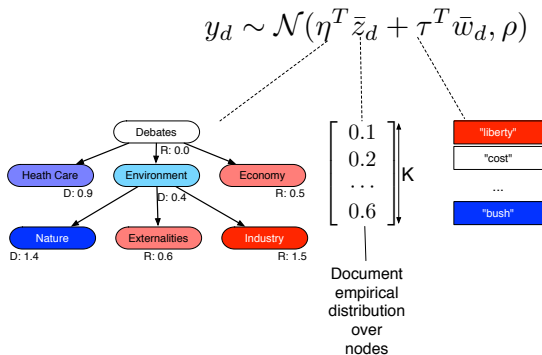 y_d ∼ N(η^T z̄_d + τ^T w̄_d, ρ)
Debates
R: 0.0
Heath Care
Environment
Economy
D: 0.9
D: 0.4
R: 0.5
Nature
Externalities
Industry
D: 1.4
R: 0.6
R: 1.5
0.1
0.2
...
0.6
K
Document
empirical
distribution
over
nodes
"liberty"
"cost"
...
"bush"